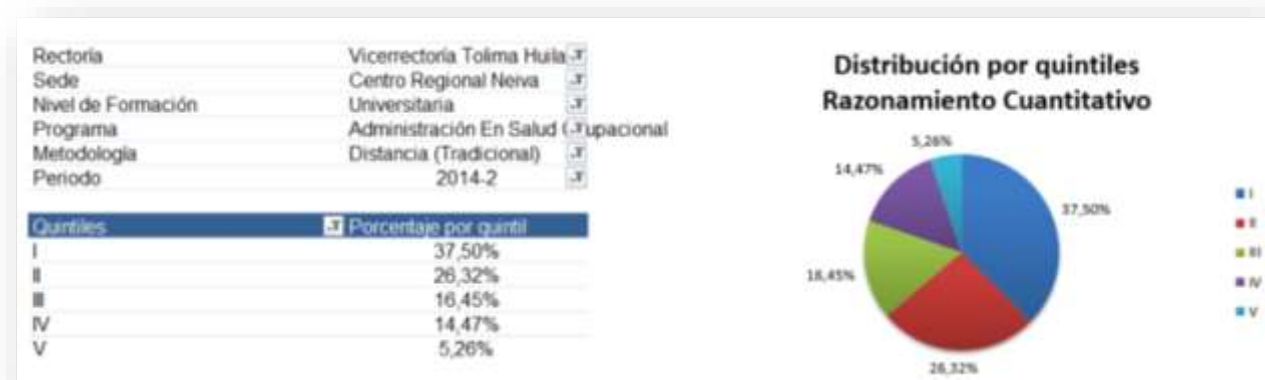 Rectoría Vicerrectoría Tolima Huila
Sede Centro Regional Neiva
Nivel de Formación Universitaria
Programa Administración En Salud Ocupacional
Metodología Distancia (Tradicional)
Periodo 2014-2
Quintiles Porcentaje por quintil
I 37,50%
II 26,32%
III 16,45%
IV 14,47%
V 5,26%
Distribución por quintiles
Razonamiento Cuantitativo
5,26%
14,47%
37,50%
16,45%
26,32%
I
II
III
IV
V